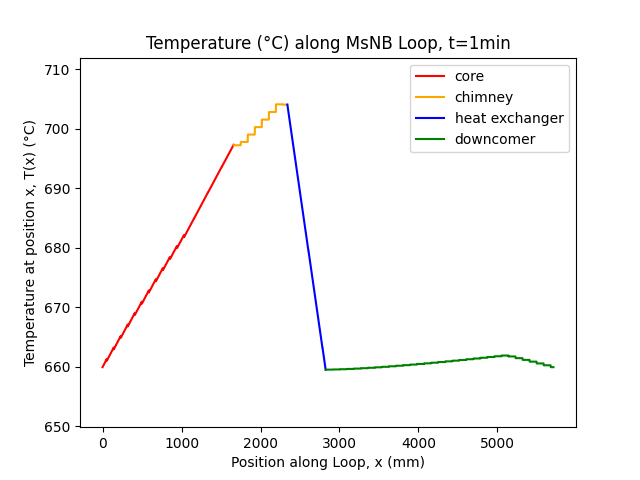 Temperature (°C) along MsNB Loop, t=1min
Temperature at position x, T(x) (°C)
710
700
690
680
670
660
650
core
chimney
heat exchanger
downcomer
0
1000
2000
3000
4000
5000
Position along Loop, x (mm)